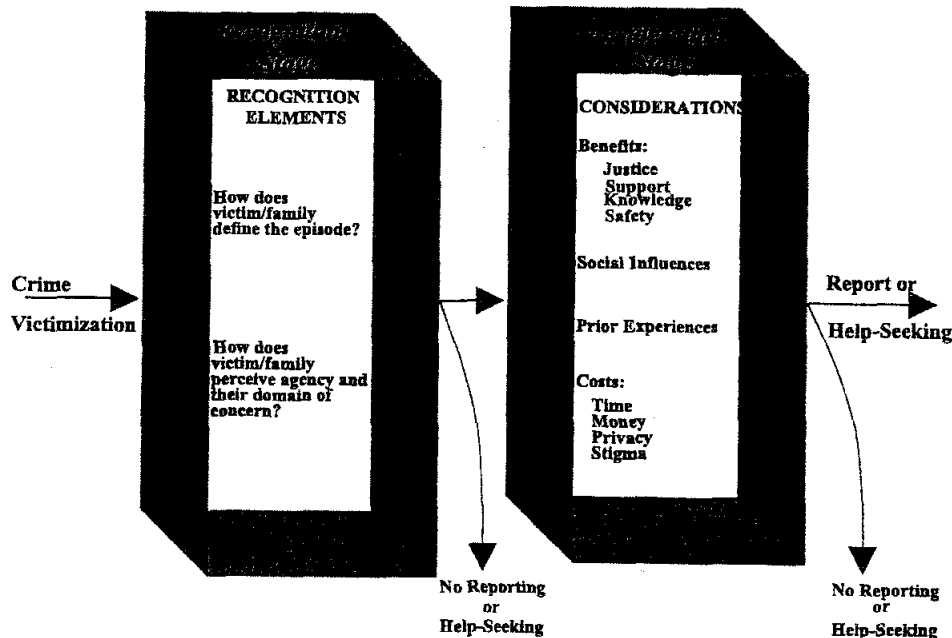 Recognition
Stage
RECOGNITION
ELEMENTS
How does
victim/family
define the episode?
How does
victim/family
perceive agency and
their domain of
concern?
Crime
Victimization
No Reporting
or
Help-Seeking
CONSIDERATIONS
Benefits:
Justice
Support
Knowledge
Safety
Social Influences
Prior Experiences
Costs:
Time
Money
Privacy
Stigma
Report or
Help-Seeking
No Reporting
or
Help-Seeking